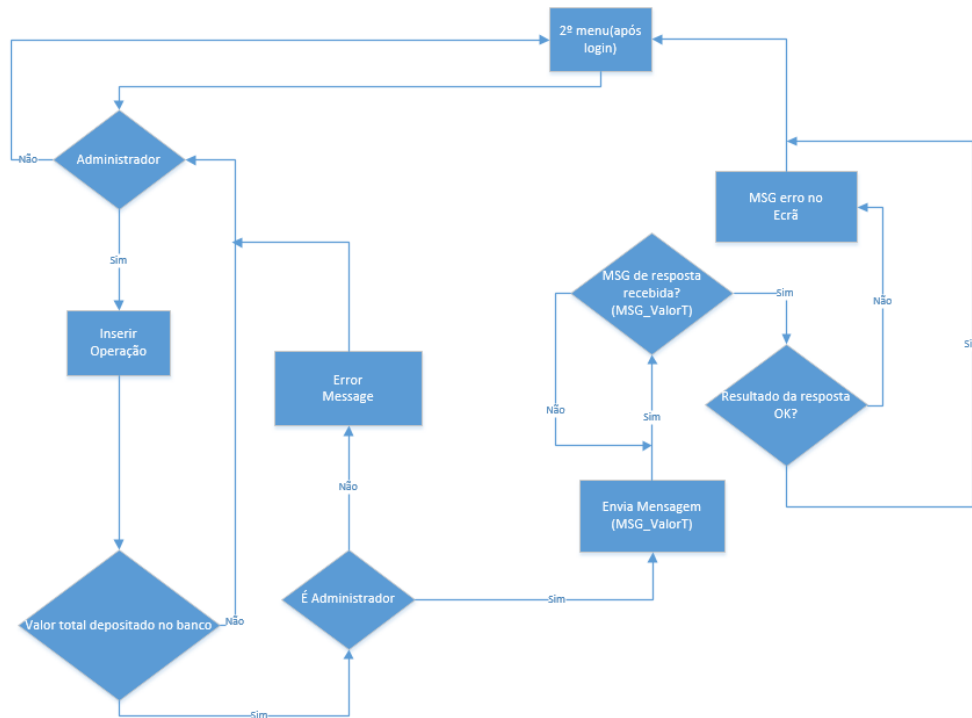 2º menu(após
login)
Administrador
Não
Sim
Inserir
Operação
Valor total depositado no banco
Não
Sim
É Administrador
Não
Error
Message
Sim
Envia Mensagem
(MSG_ValorT)
Sim
MSG de resposta
recebida?
(MSG_ValorT)
Não
Sim
Resultado da resposta
OK?
Não
MSG erro no
Ecrã
Si